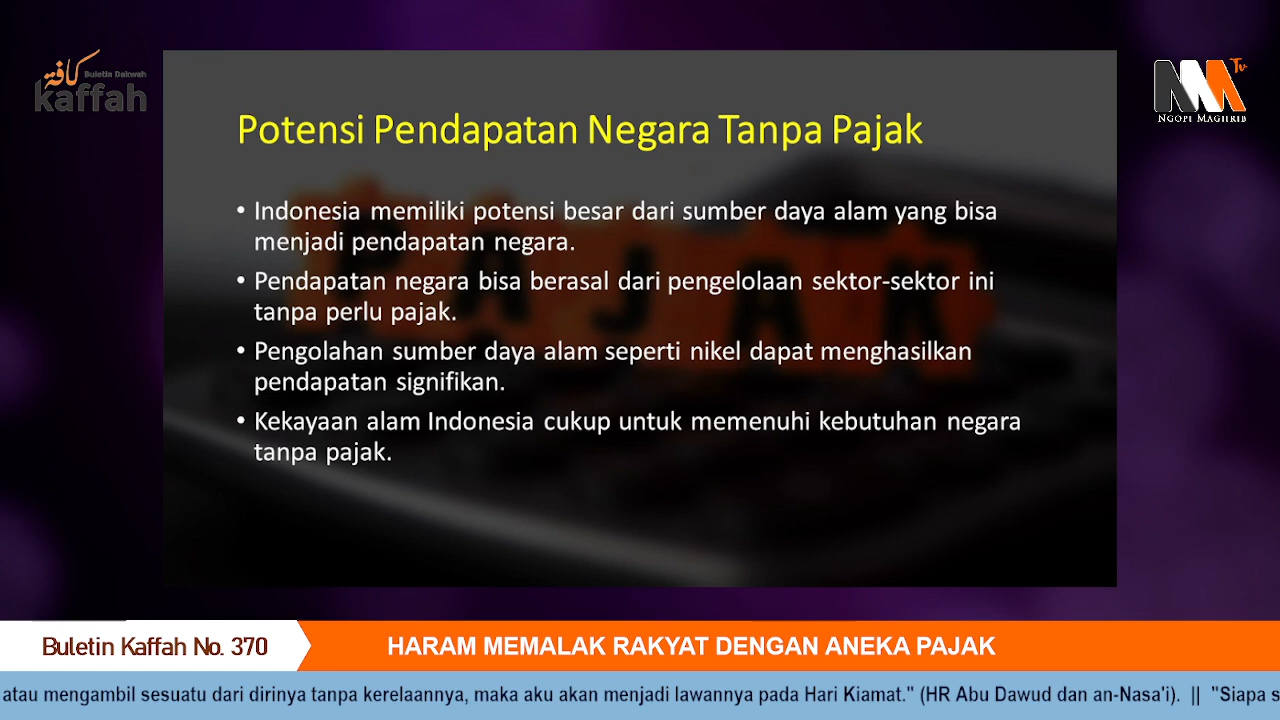 كافة
Buletin Dakwah
kaffah
Tv
NGOPI MAGHRIB
Potensi Pendapatan Negara Tanpa Pajak
• Indonesia memiliki potensi besar dari sumber daya alam yang bisa
menjadi pendapatan negara.
• Pendapatan negara bisa berasal dari pengelolaan sektor-sektor ini
tanpa perlu pajak.
• Pengolahan sumber daya alam seperti nikel dapat menghasilkan
pendapatan signifikan.
• Kekayaan alam Indonesia cukup untuk memenuhi kebutuhan negara
tanpa pajak.
PAJAK
Buletin Kaffah No. 370
HARAM MEMALAK RAKYAT DENGAN ANEKA PAJAK
atau mengambil sesuatu dari dirinya tanpa kerelaannya, maka aku akan menjadi lawannya pada Hari Kiamat." (HR Abu Dawud dan an-Nasa'i). || "Siapa s